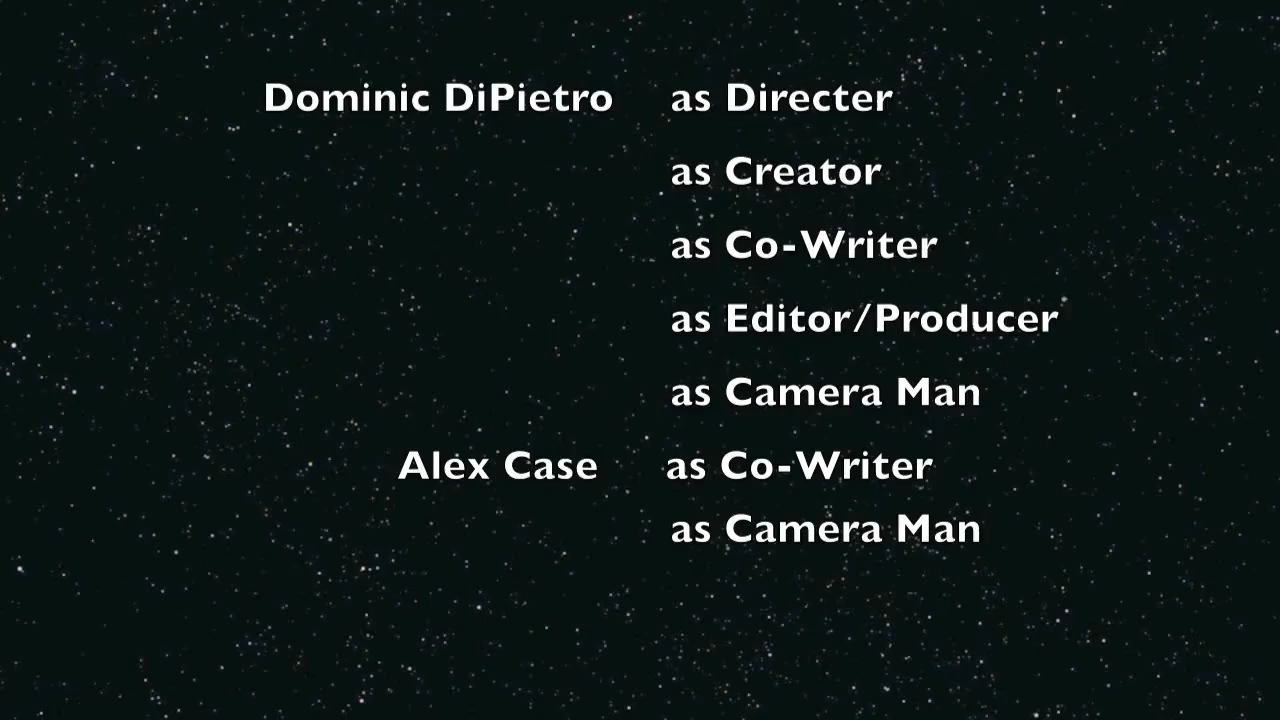 Dominic DiPietro as Directer
as Creator
as Co-Writer
as Editor/Producer
as Camera Man
Alex Case as Co-Writer
as Camera Man